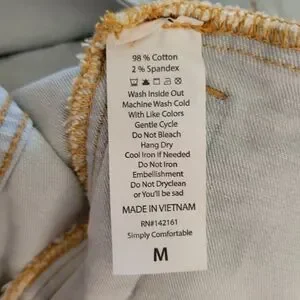 98 % Cotton
2 % Spandex
Wash Inside Out
Machine Wash Cold
With Like Colors
Gentle Cycle
Do Not Bleach
Hang Dry
Cool Iron if Needed
Do Not Iron
Embellishment
Do Not Dryclean
or You'll be sad
MADE IN VIETNAM
RN#142161
Simply Comfortable
M